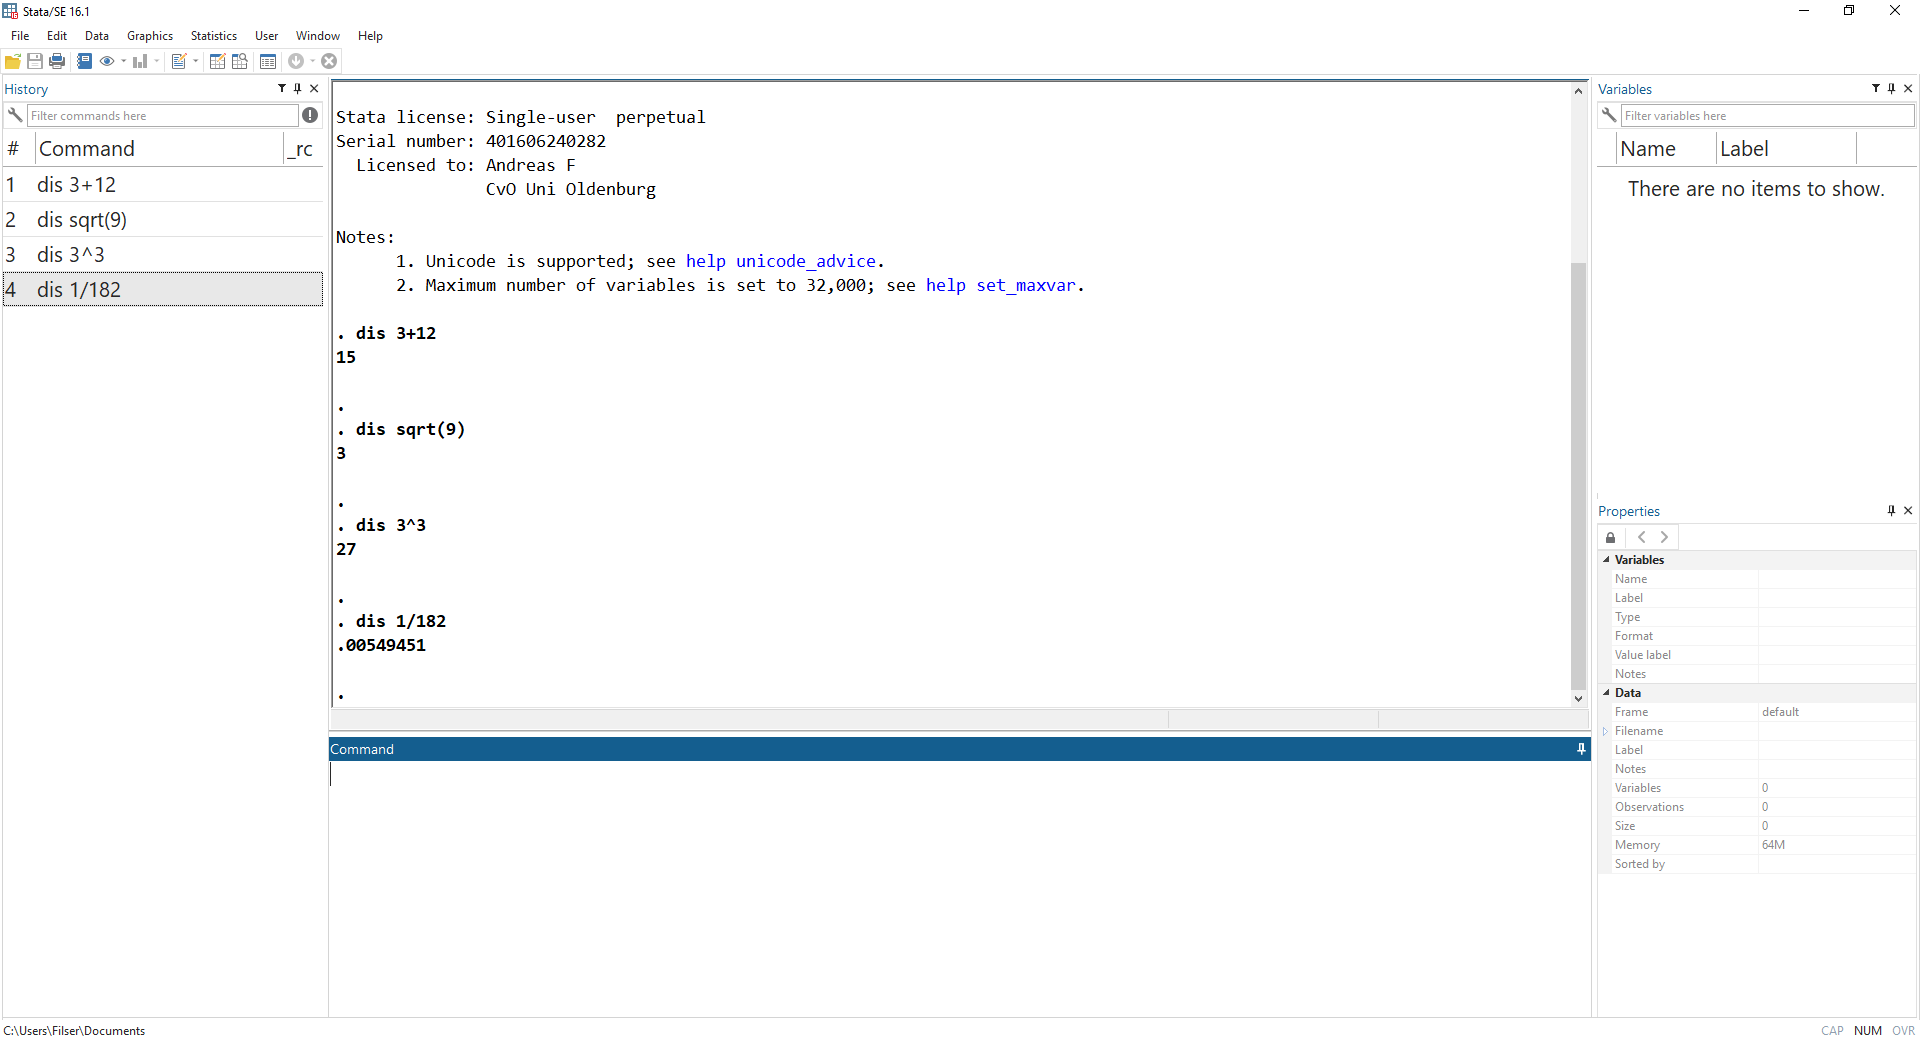 Stata/SE 16.1
File Edit Data Graphics Statistics User Window Help
History
Filter commands here
# Command _rc
1 dis 3+12
2 dis sqrt(9)
3 dis 3^3
4 dis 1/182
Stata license: Single-user  perpetual
Serial number: 401606240282
Licensed to: Andreas F
CvO Uni Oldenburg
Notes:
1. Unicode is supported; see help unicode_advice.
2. Maximum number of variables is set to 32,000; see help set_maxvar.
. dis 3+12
15
.
. dis sqrt(9)
3
.
. dis 3^3
27
.
. dis 1/182
.00549451
.
Command
Variables
Filter variables here
Name Label
There are no items to show.
Properties
Variables
Name
Label
Type
Format
Value label
Notes
Data
Frame default
Filename
Label
Notes
Variables 0
Observations 0
Size 0
Memory 64M
Sorted by
C:\Users\Filser\Documents
CAP NUM OVR